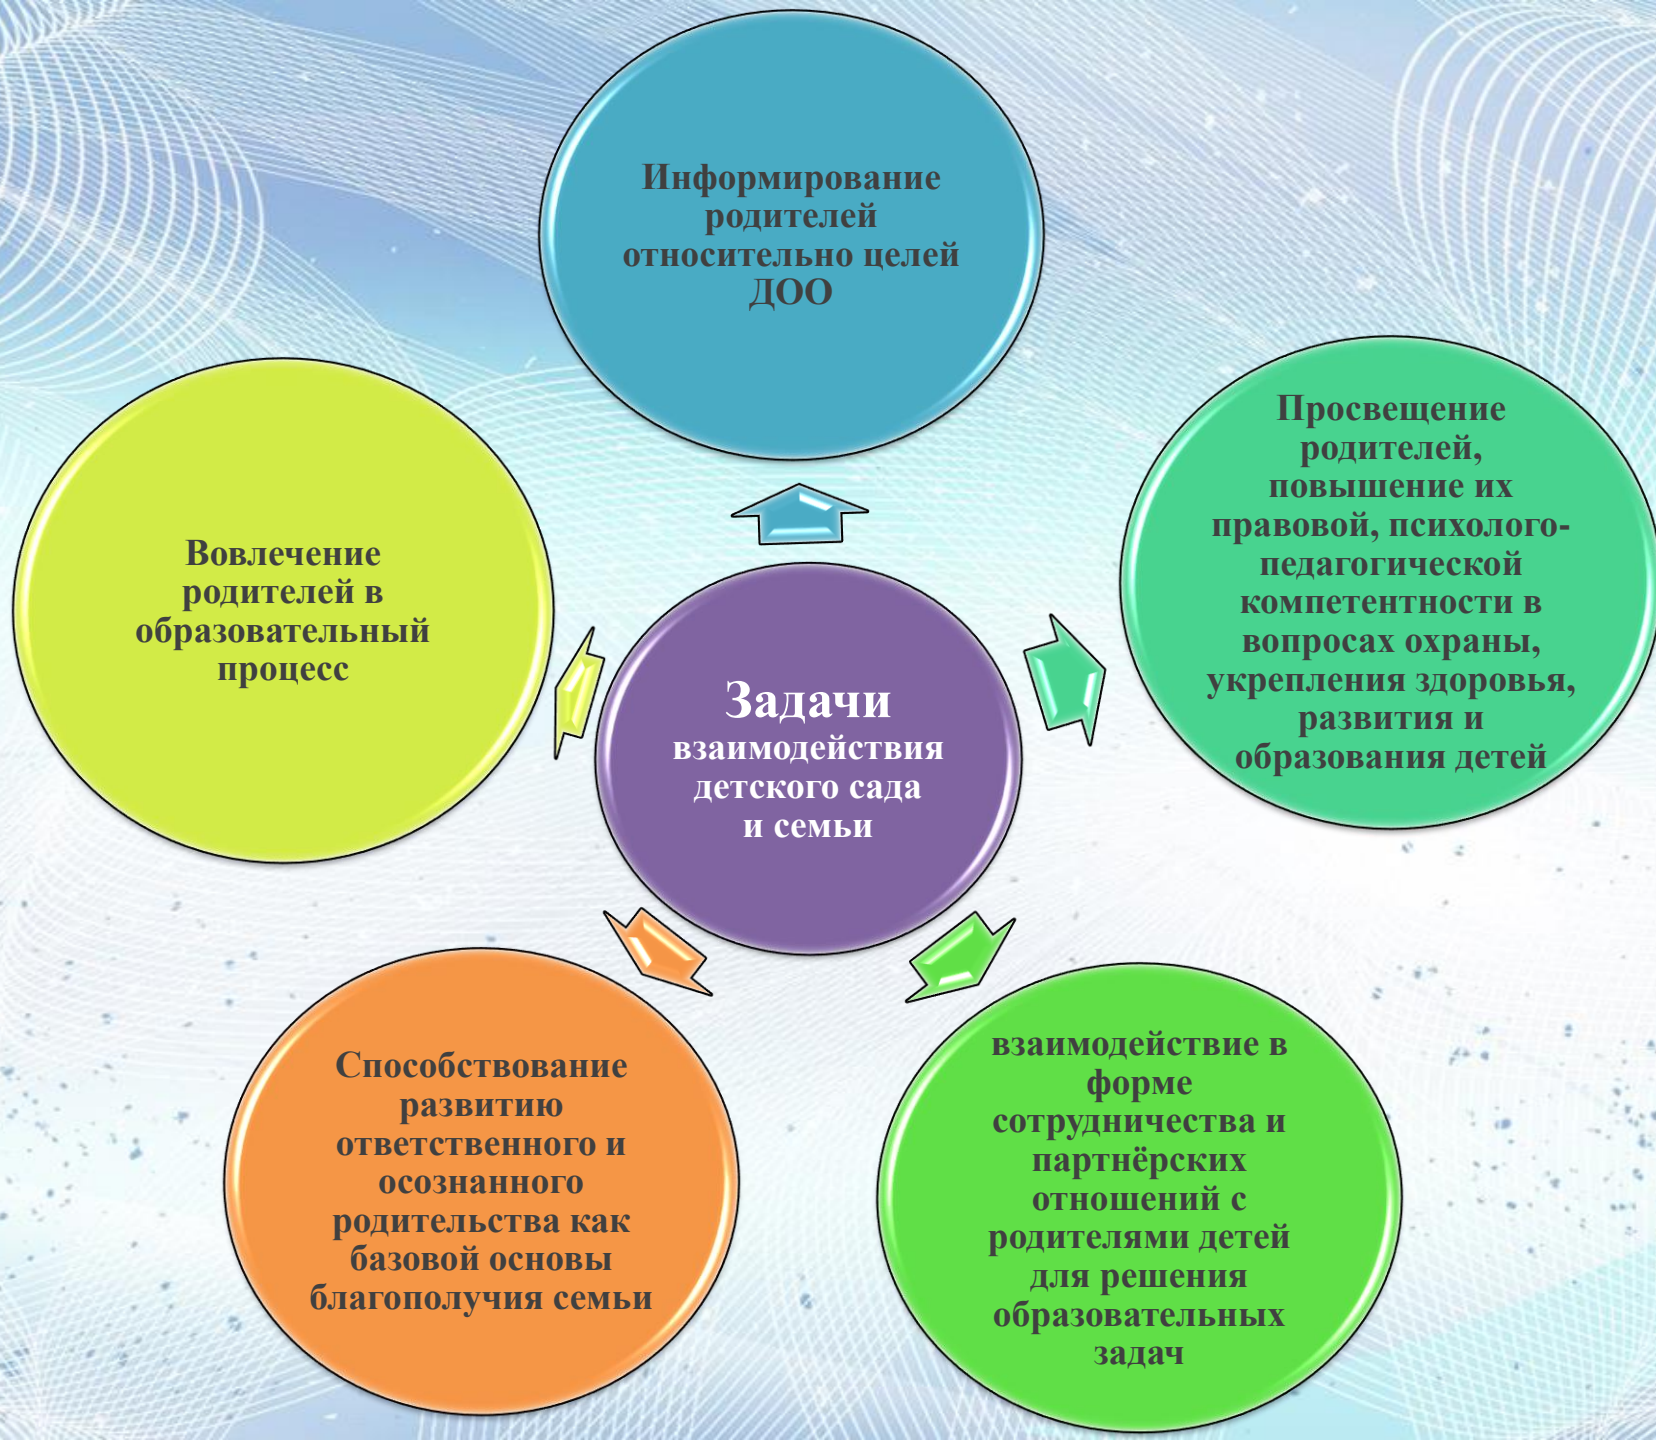 Информирование
родителей
относительно целей
ДОО
Просвещение
родителей,
повышение их
правовой, психолого-
педагогической
компетентности в
вопросах охраны,
укрепления здоровья,
развития и
образования детей
Вовлечение
родителей в
образовательный
процесс
Задачи
взаимодействия
детского сада
и семьи
Способствование
развитию
ответственного и
осознанного
родительства как
базовой основы
благополучия семьи
взаимодействие в
форме
сотрудничества и
партнёрских
отношений с
родителями детей
для решения
образовательных
задач